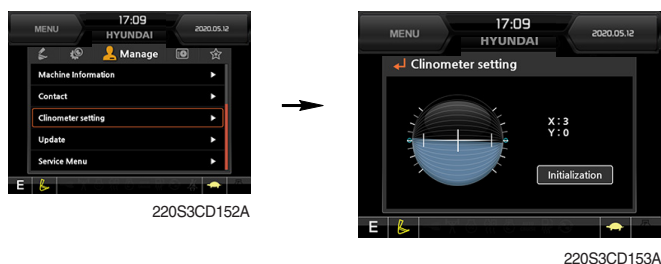 MENU
17:09
HYUNDAI
2020.05.12
Manage
Machine Information
Contact
Clinometer setting
Update
Service Menu
E
220S3CD152A
MENU
17:09
HYUNDAI
2020.05.12
Clinometer setting
X : 3
Y : 0
Initialization
E
220S3CD153A